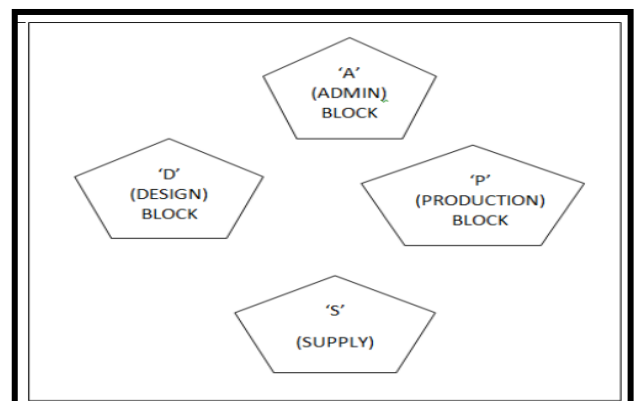 ‘A’
(ADMIN)
BLOCK
‘D’
(DESIGN)
BLOCK
‘P’
(PRODUCTION)
BLOCK
‘S’
(SUPPLY)